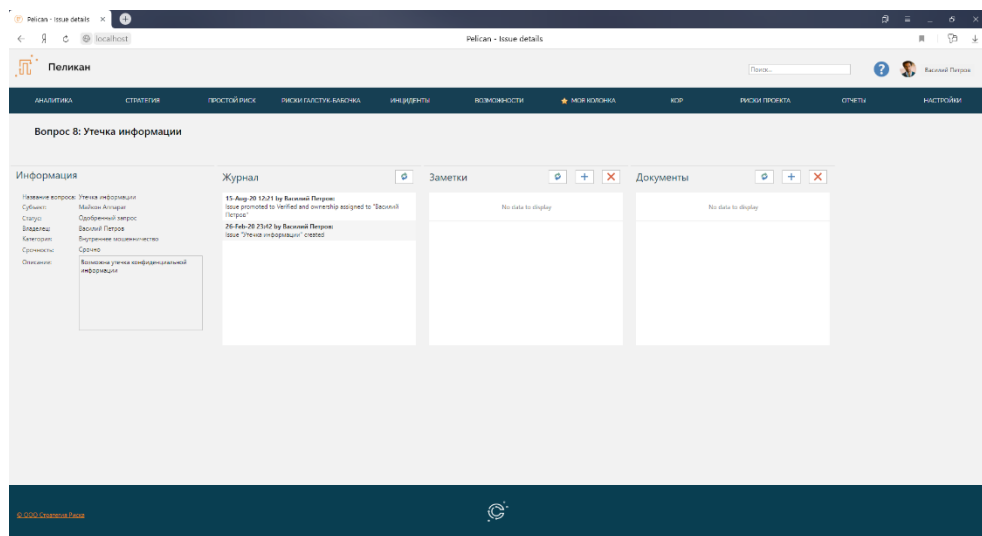 Pelican - Issue details
localhost
Pelican - Issue details
Пеликан
Поиск...
Василий Петров
АНАЛИТИКА СТРАТЕГИЯ ПРОСТОЙ РИСК РИСКИ ГАЛСТУК-БАБОЧКА ИНЦИДЕНТЫ ВОЗМОЖНОСТИ МОЯ КОЛОНКА КОР РИСКИ ПРОЕКТА ОТЧЕТЫ НАСТРОЙКИ
Вопрос 8: Утечка информации
Информация
Название вопроса: Утечка информации
Субъект: Майкон Аппарат
Статус: Одобренный запрос
Владелец: Василий Петров
Категория: Внутреннее мошенничество
Срочность: Срочно
Описание: Возможна утечка конфиденциальной
информации
Журнал
15-Aug-20 12:21 by Василий Петров:
Issue promoted to Verified and ownership assigned to "Василий
Петров"
26-Feb-20 23:42 by Василий Петров:
Issue "Утечка информации" created
Заметки
No data to display
Документы
No data to display
© ООО Стратегия Риска